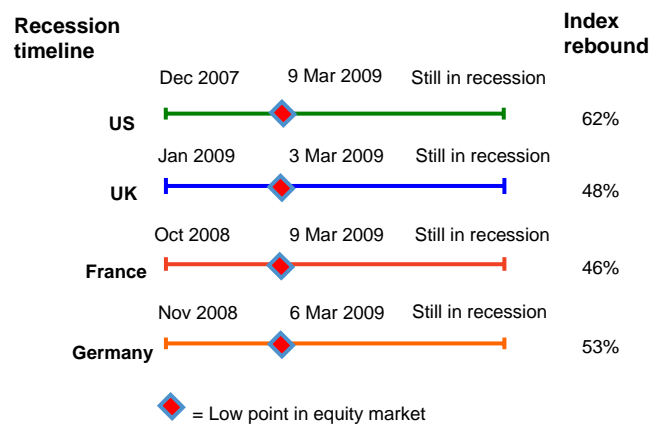 Recession
timeline
Index
rebound
Dec 2007 9 Mar 2009 Still in recession
US 62%
Jan 2009 3 Mar 2009 Still in recession
UK 48%
Oct 2008 9 Mar 2009 Still in recession
France 46%
Nov 2008 6 Mar 2009 Still in recession
Germany 53%
= Low point in equity market